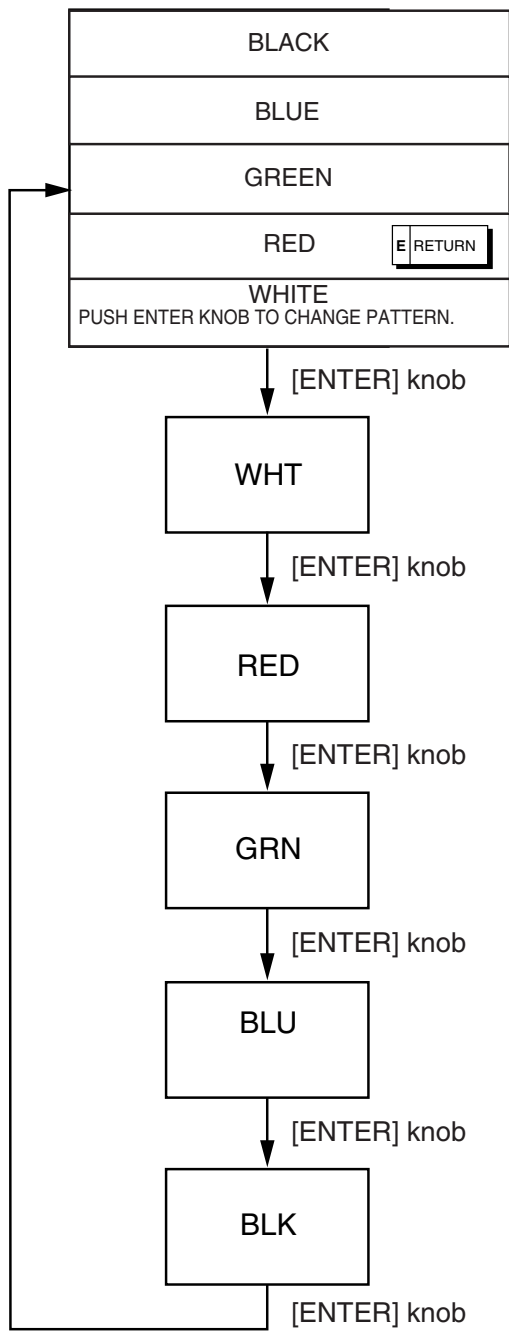 BLACK
BLUE
GREEN
RED
E RETURN
WHITE
PUSH ENTER KNOB TO CHANGE PATTERN.
[ENTER] knob
WHT
[ENTER] knob
RED
[ENTER] knob
GRN
[ENTER] knob
BLU
[ENTER] knob
BLK
[ENTER] knob